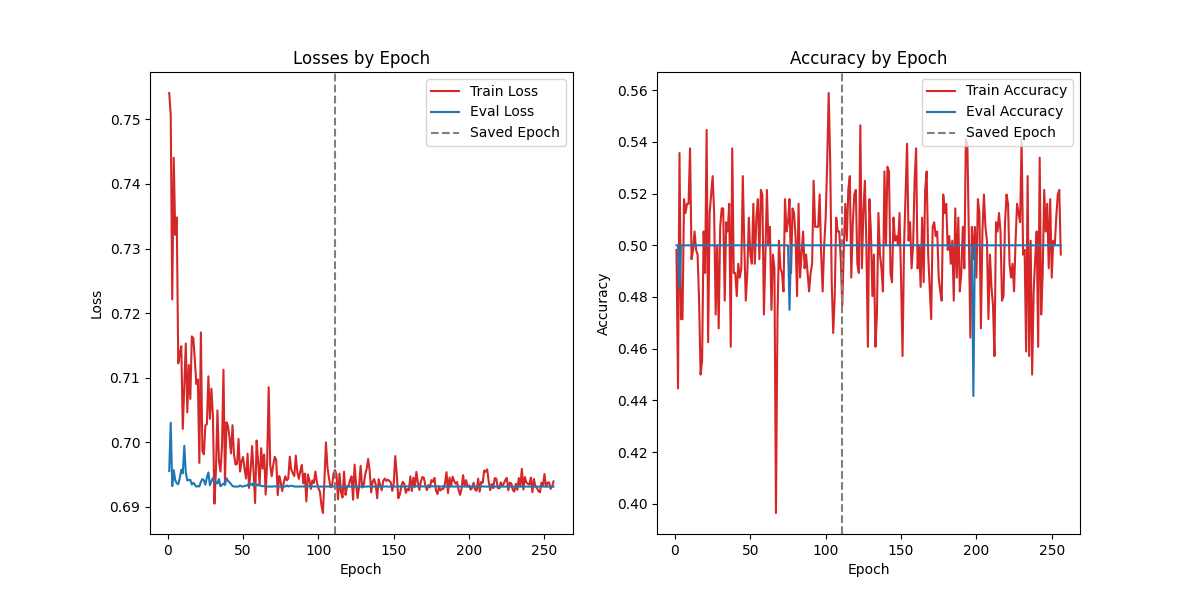 Losses by Epoch
Train Loss
Eval Loss
Saved Epoch
0.75
0.74
0.73
0.72
0.71
0.70
0.69
Loss
0
50
100
150
200
250
Epoch
Accuracy by Epoch
Train Accuracy
Eval Accuracy
Saved Epoch
0.56
0.54
0.52
0.50
0.48
0.46
0.44
0.42
0.40
Accuracy
0
50
100
150
200
250
Epoch